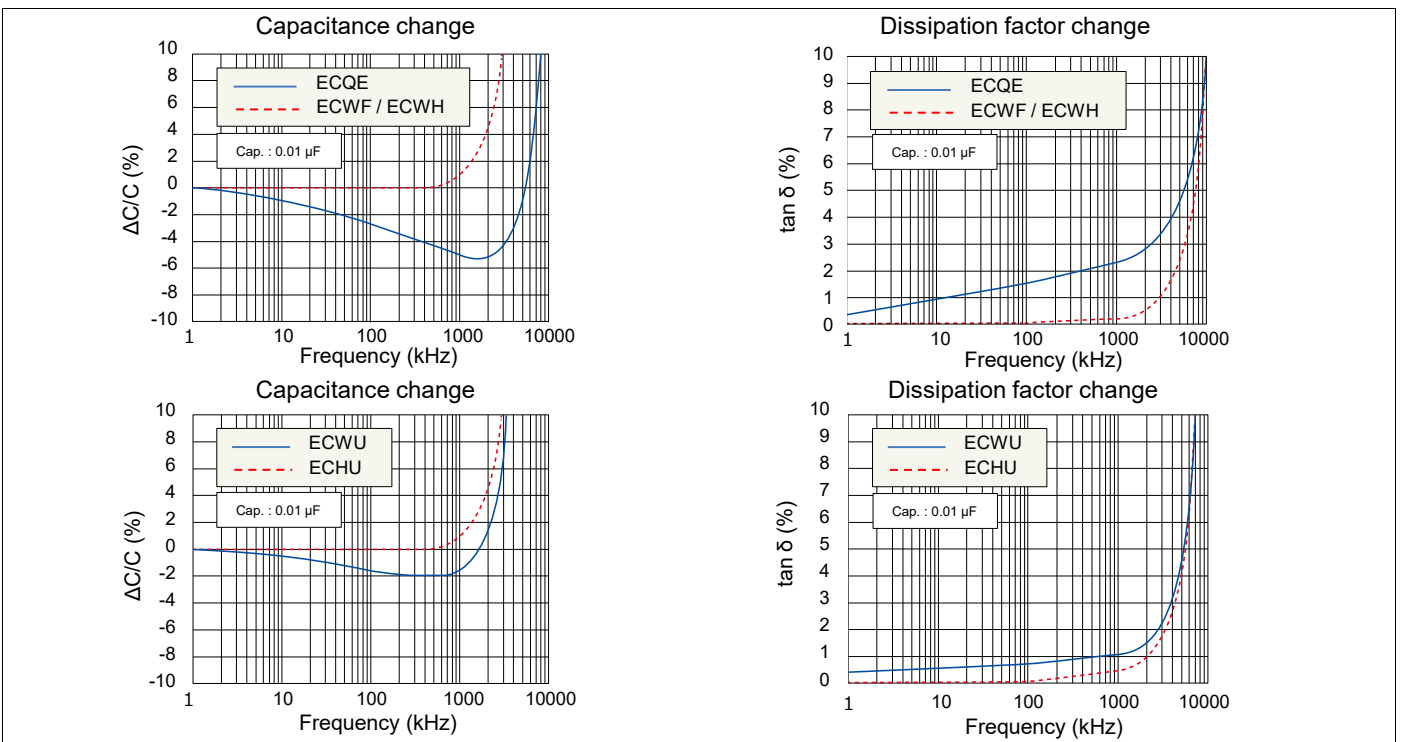 Capacitance change
10
8
6
4
2
0
-2
-4
-6
-8
-10
ΔC/C (%)
ECQE
ECWF / ECWH
Cap. : 0.01 μF
1 10 100 1000 10000
Frequency (kHz)
Dissipation factor change
10
9
8
7
6
5
4
3
2
1
0
tan δ (%)
ECQE
ECWF / ECWH
Cap. : 0.01 μF
1 10 100 1000 10000
Frequency (kHz)
Capacitance change
10
8
6
4
2
0
-2
-4
-6
-8
-10
ΔC/C (%)
ECWU
ECHU
Cap. : 0.01 μF
1 10 100 1000 10000
Frequency (kHz)
Dissipation factor change
10
9
8
7
6
5
4
3
2
1
0
tan δ (%)
ECWU
ECHU
Cap. : 0.01 μF
1 10 100 1000 10000
Frequency (kHz)